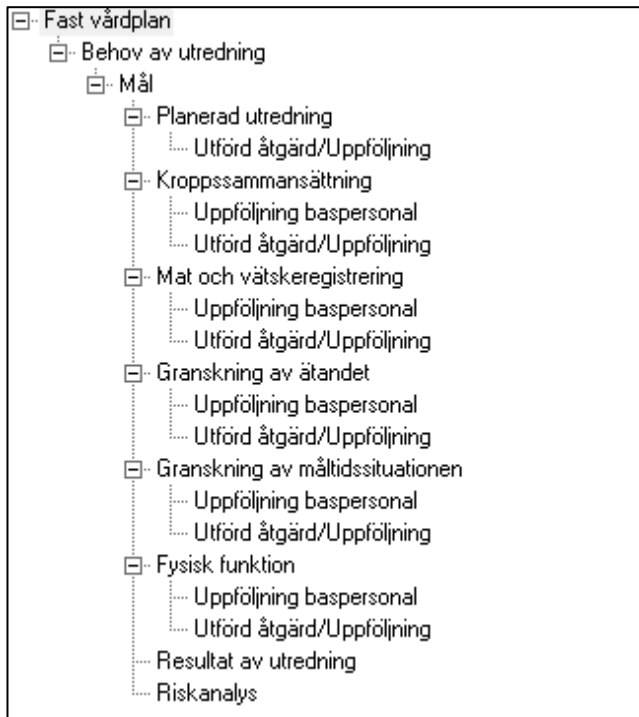 Fast vårdplan
Behov av utredning
Mål
Planerad utredning
Utförd åtgärd/Uppföljning
Kroppssammansättning
Uppföljning baspersonal
Utförd åtgärd/Uppföljning
Mat och vätskeregistrering
Uppföljning baspersonal
Utförd åtgärd/Uppföljning
Granskning av ätandet
Uppföljning baspersonal
Utförd åtgärd/Uppföljning
Granskning av måltidssituationen
Uppföljning baspersonal
Utförd åtgärd/Uppföljning
Fysisk funktion
Uppföljning baspersonal
Utförd åtgärd/Uppföljning
Resultat av utredning
Riskanalys